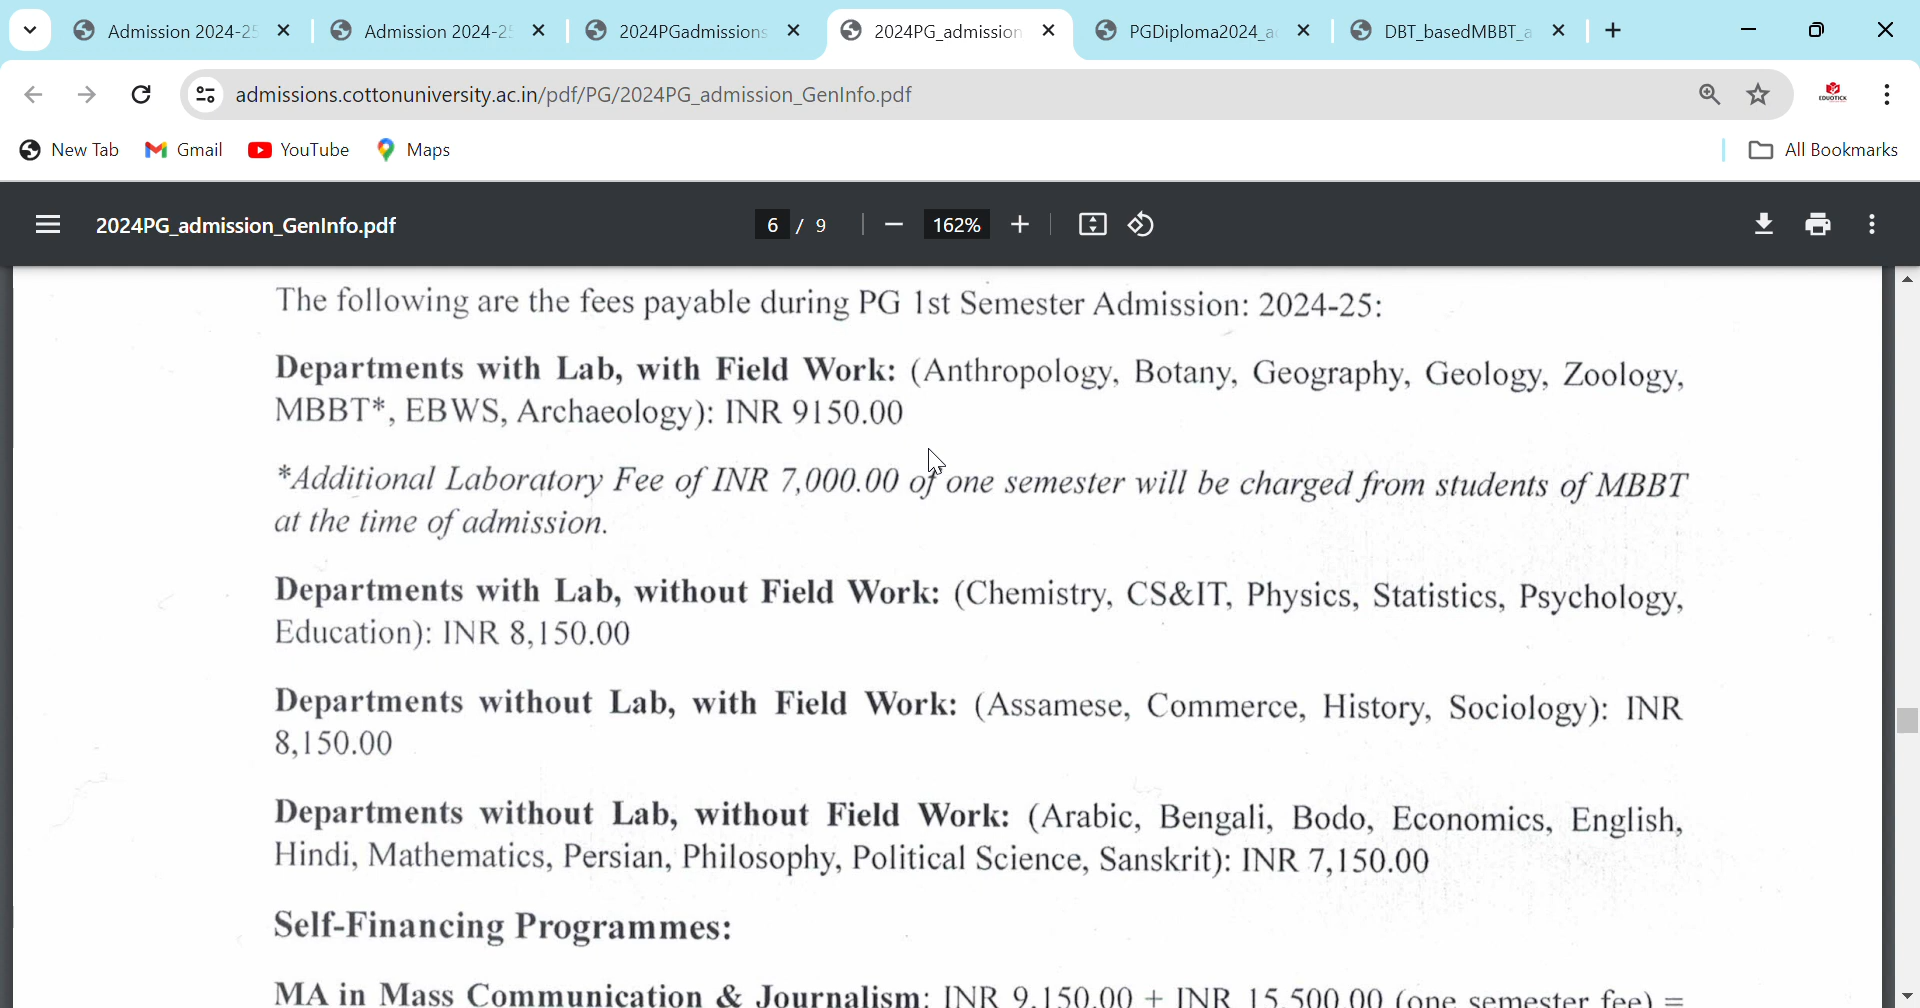 Admission 2024-25
Admission 2024-25
2024PGadmissions
2024PG_admission
PGDiploma2024_a
DBT_basedMBBT_a
admissions.cottonuniversity.ac.in/pdf/PG/2024PG_admission_GenInfo.pdf
EDUOTICK
New Tab
Gmail
YouTube
Maps
All Bookmarks
2024PG_admission_GenInfo.pdf
6 / 9
162%
The following are the fees payable during PG 1st Semester Admission: 2024-25:
Departments with Lab, with Field Work: (Anthropology, Botany, Geography, Geology, Zoology,
MBBT*, EBWS, Archaeology): INR 9150.00
*Additional Laboratory Fee of INR 7,000.00 of one semester will be charged from students of MBBT
at the time of admission.
Departments with Lab, without Field Work: (Chemistry, CS&IT, Physics, Statistics, Psychology,
Education): INR 8,150.00
Departments without Lab, with Field Work: (Assamese, Commerce, History, Sociology): INR
8,150.00
Departments without Lab, without Field Work: (Arabic, Bengali, Bodo, Economics, English,
Hindi, Mathematics, Persian, Philosophy, Political Science, Sanskrit): INR 7,150.00
Self-Financing Programmes:
MA in Mass Communication & Journalism: INR 9,150.00 + INR 15,500.00 (one semester fee) =